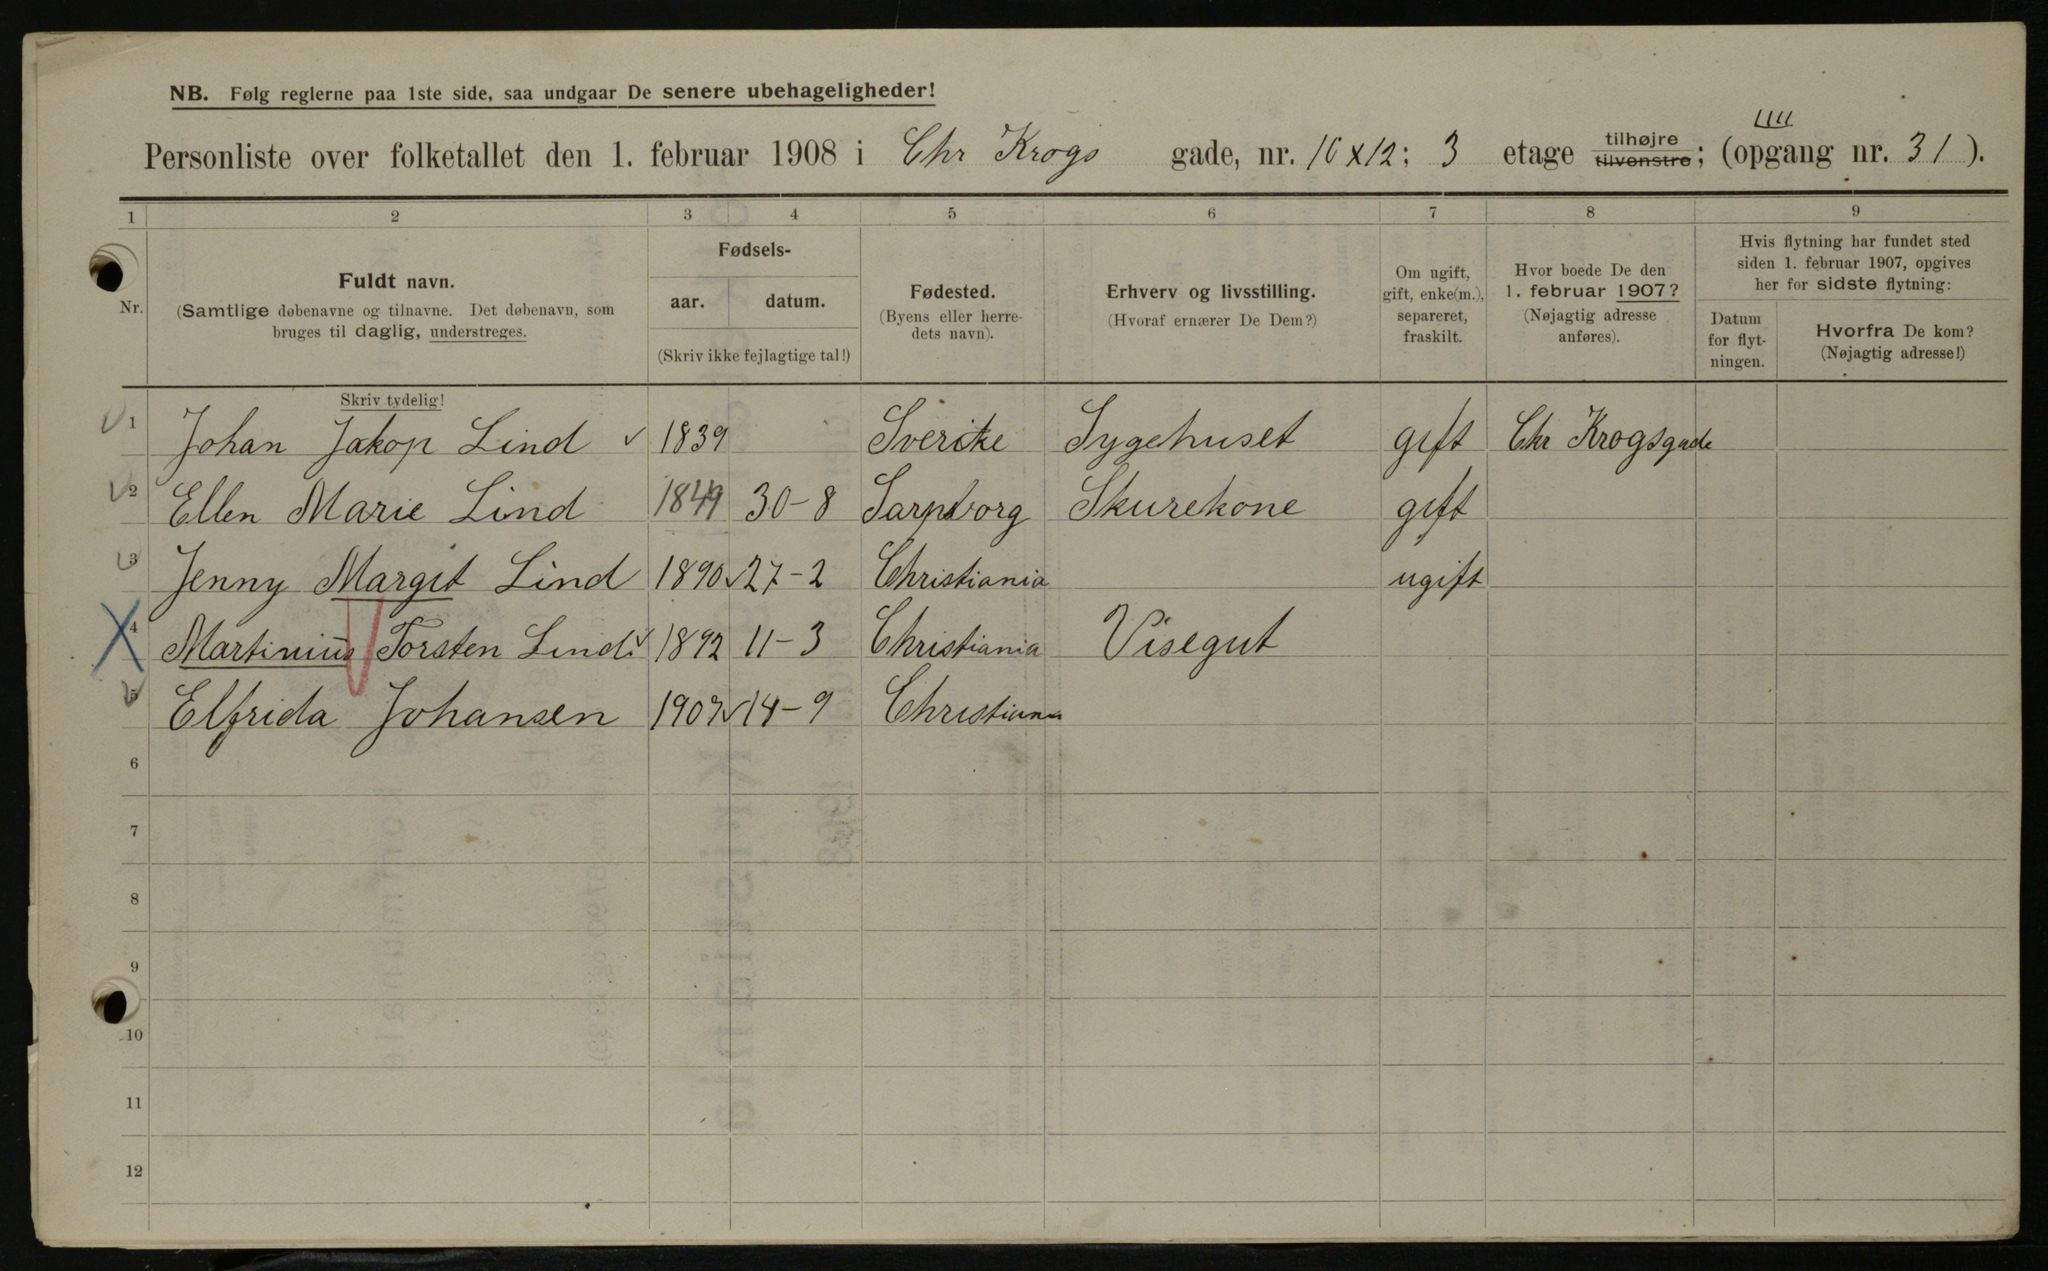 NB. Følg reglerne paa 1ste side, saa undgaar De senere ubehageligheder!
Personliste over folketallet den 1. februar 1908 i Chr Krogs gade, nr. 10 x 12; 3 etage tilhøjre tilvenstre; (opgang nr. 31).
1 2 3 4 5 6 7 8 9
Nr.
Fuldt navn.
(Samtlige døbenavne og tilnavne. Det døbenavn, som
bruges til daglig, understreges.
Skriv tydelig!
Fødsels-
aar. datum.
(Skriv ikke fejlagtige tal!)
Fødested.
(Byens eller herre-
dets navn).
Erhverv og livsstilling.
(Hvoraf ernærer De Dem?)
Om ugift,
gift, enke(m.),
separeret,
fraskilt.
Hvor boede De den
1. februar 1907?
(Nøjagtig adresse
anføres).
Hvis flytning har fundet sted
siden 1. februar 1907, opgives
her for sidste flytning:
Datum
for flyt-
ningen.
Hvorfra De kom?
(Nøjagtig adresse!)
1 Johan Jakop Lind 1839 Sverike Sygehuset gift Chr Krogsgade
2 Ellen Marie Lind 1849 30-8 Sarpborg Skurekone gift
3 Jenny Margit Lind 1890 27-2 Christiania ugift
4 Martinius Torsten Lind 1892 11-3 Christiania Visegut
5 Elfrida Johansen 1907 14-9 Christiana
6
7
8
9
10
11
12